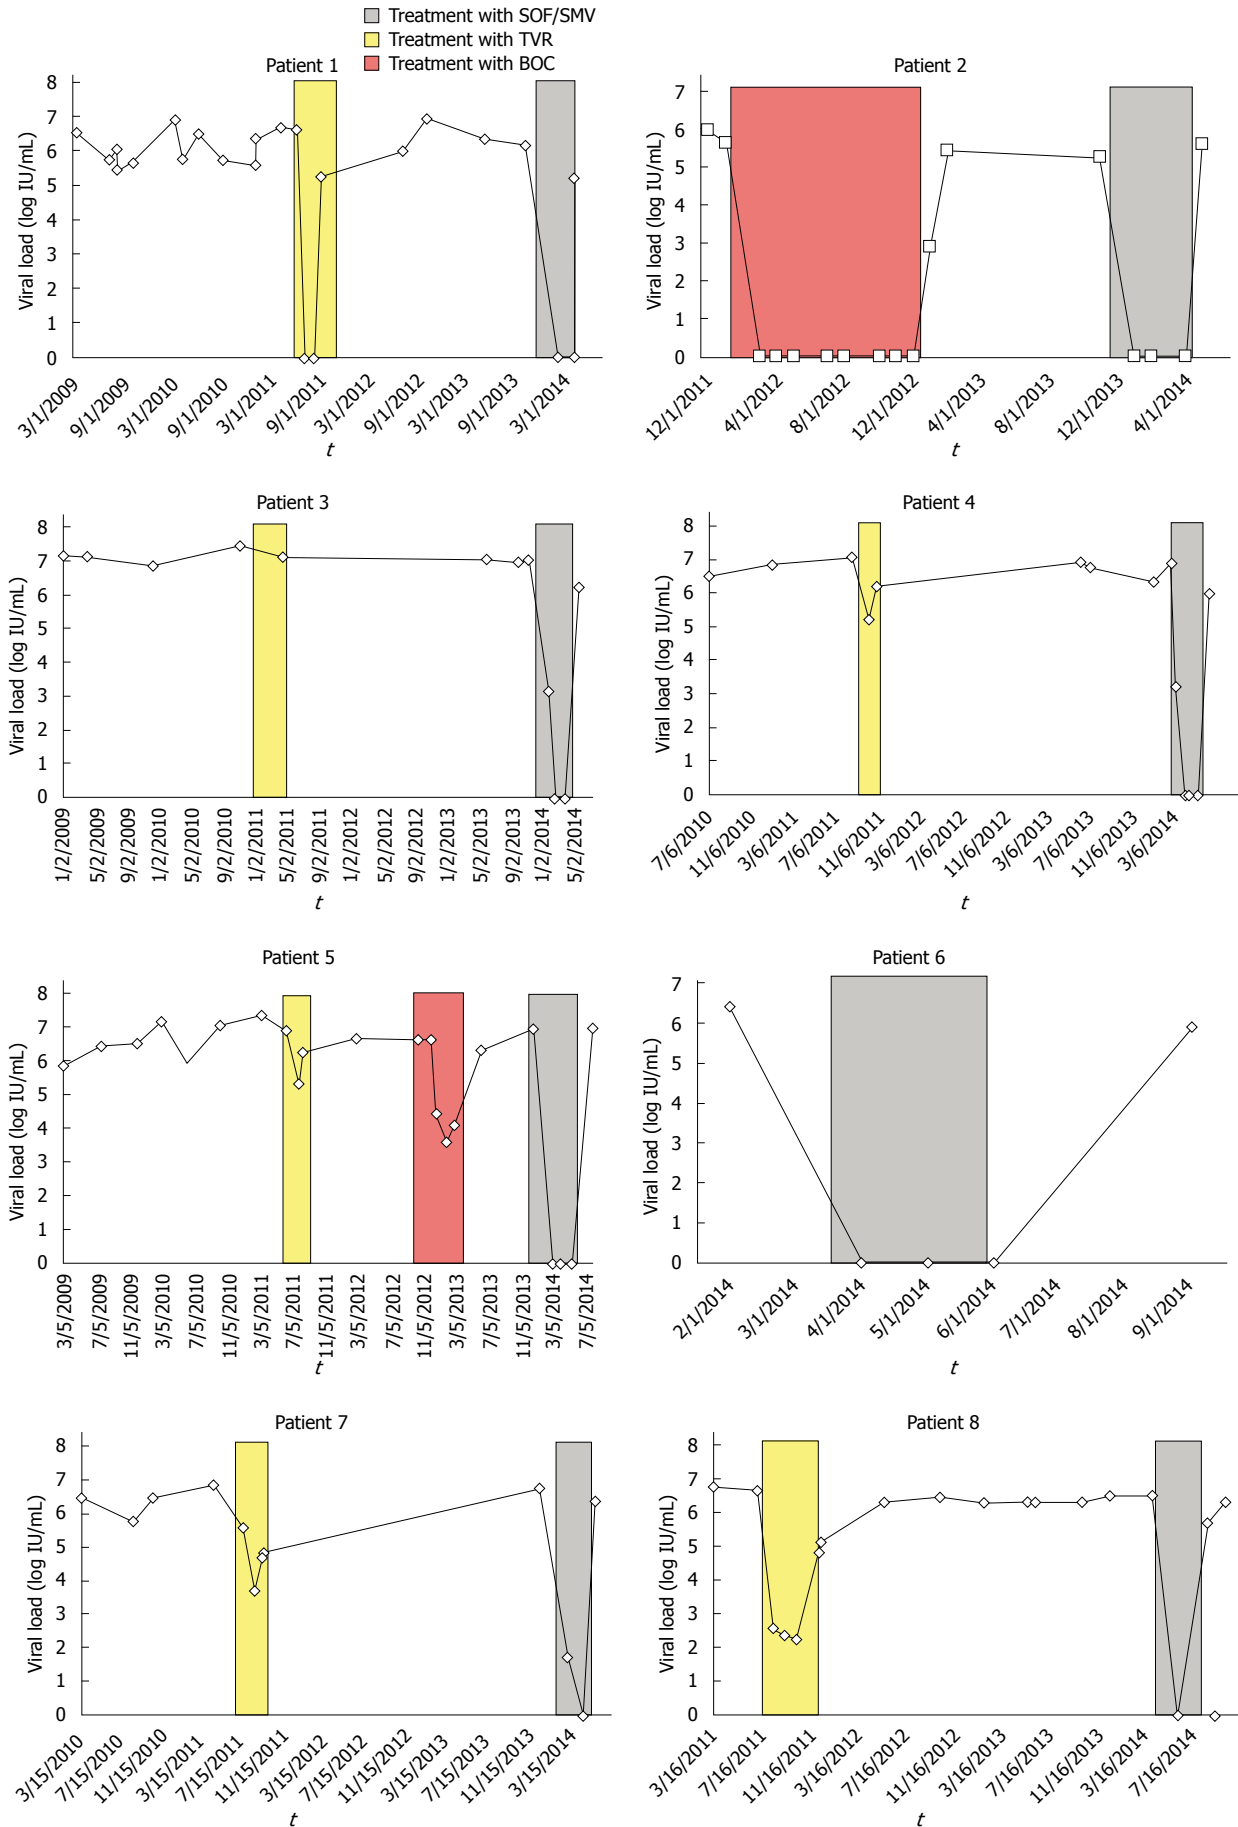 Treatment with SOF/SMV
Treatment with TVR
Treatment with BOC
Patient 1
Viral load (log IU/mL)
8
7
6
5
4
3
2
1
0
3/1/2009 9/1/2009 3/1/2010 9/1/2010 3/1/2011 9/1/2011 3/1/2012 9/1/2012 3/1/2013 9/1/2013 3/1/2014
t
Patient 2
Viral load (log IU/mL)
7
6
5
4
3
2
1
0
12/1/2011 4/1/2012 8/1/2012 12/1/2012 4/1/2013 8/1/2013 12/1/2013 4/1/2014
t
Patient 3
Viral load (log IU/mL)
8
7
6
5
4
3
2
1
0
1/2/2009 5/2/2009 9/2/2009 1/2/2010 5/2/2010 9/2/2010 1/2/2011 5/2/2011 9/2/2011 1/2/2012 5/2/2012 9/2/2012 1/2/2013 5/2/2013 9/2/2013 1/2/2014 5/2/2014
t
Patient 4
Viral load (log IU/mL)
8
7
6
5
4
3
2
1
0
7/6/2010 11/6/2010 3/6/2011 7/6/2011 11/6/2011 3/6/2012 7/6/2012 11/6/2012 3/6/2013 7/6/2013 11/6/2013 3/6/2014
t
Patient 5
Viral load (log IU/mL)
8
7
6
5
4
3
2
1
0
3/5/2009 7/5/2009 11/5/2009 3/5/2010 7/5/2010 11/5/2010 3/5/2011 7/5/2011 11/5/2011 3/5/2012 7/5/2012 11/5/2012 3/5/2013 7/5/2013 11/5/2013 3/5/2014 7/5/2014
t
Patient 6
Viral load (log IU/mL)
7
6
5
4
3
2
1
0
2/1/2014 3/1/2014 4/1/2014 5/1/2014 6/1/2014 7/1/2014 8/1/2014 9/1/2014
t
Patient 7
Viral load (log IU/mL)
8
7
6
5
4
3
2
1
0
3/15/2010 7/15/2010 11/15/2010 3/15/2011 7/15/2011 11/15/2011 3/15/2012 7/15/2012 11/15/2012 3/15/2013 7/15/2013 11/15/2013 3/15/2014
t
Patient 8
Viral load (log IU/mL)
8
7
6
5
4
3
2
1
0
3/16/2011 7/16/2011 11/16/2011 3/16/2012 7/16/2012 11/16/2012 3/16/2013 7/16/2013 11/16/2013 3/16/2014 7/16/2014
t